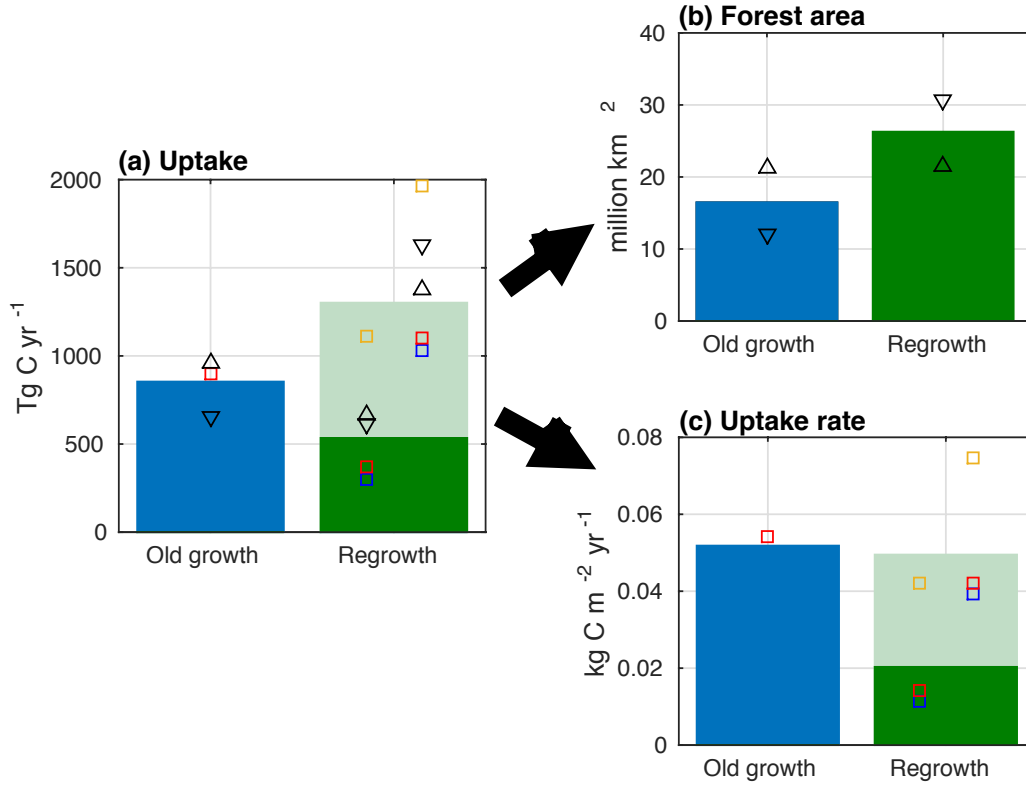 (a) Uptake
Tg C yr -1
2000
1500
1000
500
0
Old growth
Regrowth
(b) Forest area
million km 2
40
30
20
10
0
Old growth
Regrowth
(c) Uptake rate
kg C m -2 yr -1
0.08
0.06
0.04
0.02
0
Old growth
Regrowth